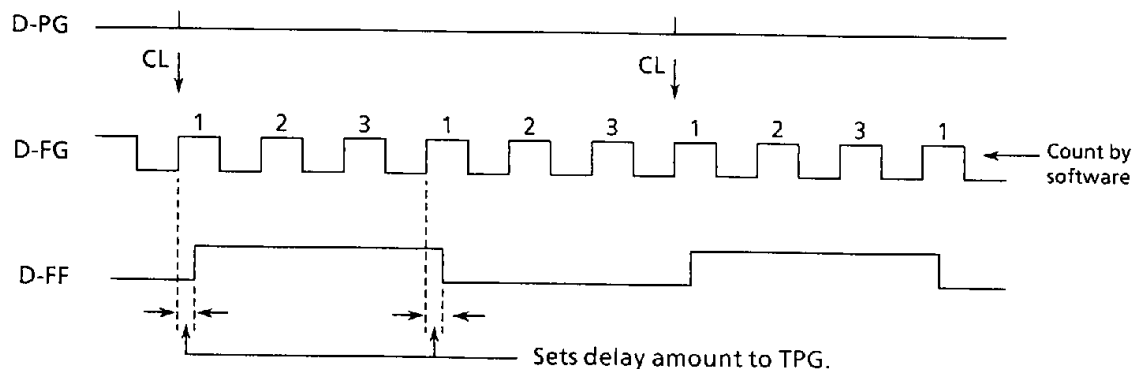 D-PG
CL CL
D-FG
1 2 3 1 2 3 1 2 3 1
Count by
software
D-FF
Sets delay amount to TPG.